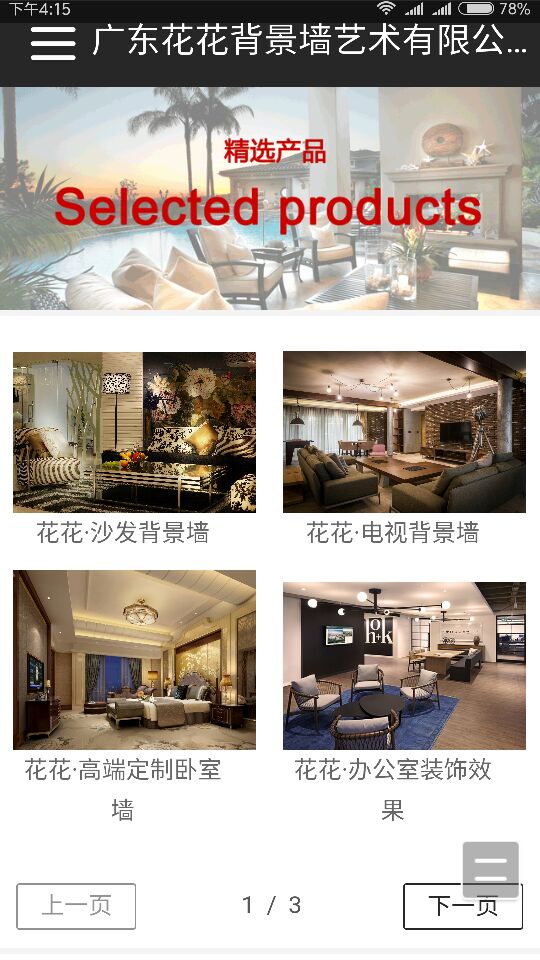 下午4:15
78%
广东花花背景墙艺术有限公...
精选产品
Selected products
花花·沙发背景墙
花花·电视背景墙
h o
+k
花花·高端定制卧室
墙
花花·办公室装饰效
果
上一页
1 / 3
下一页